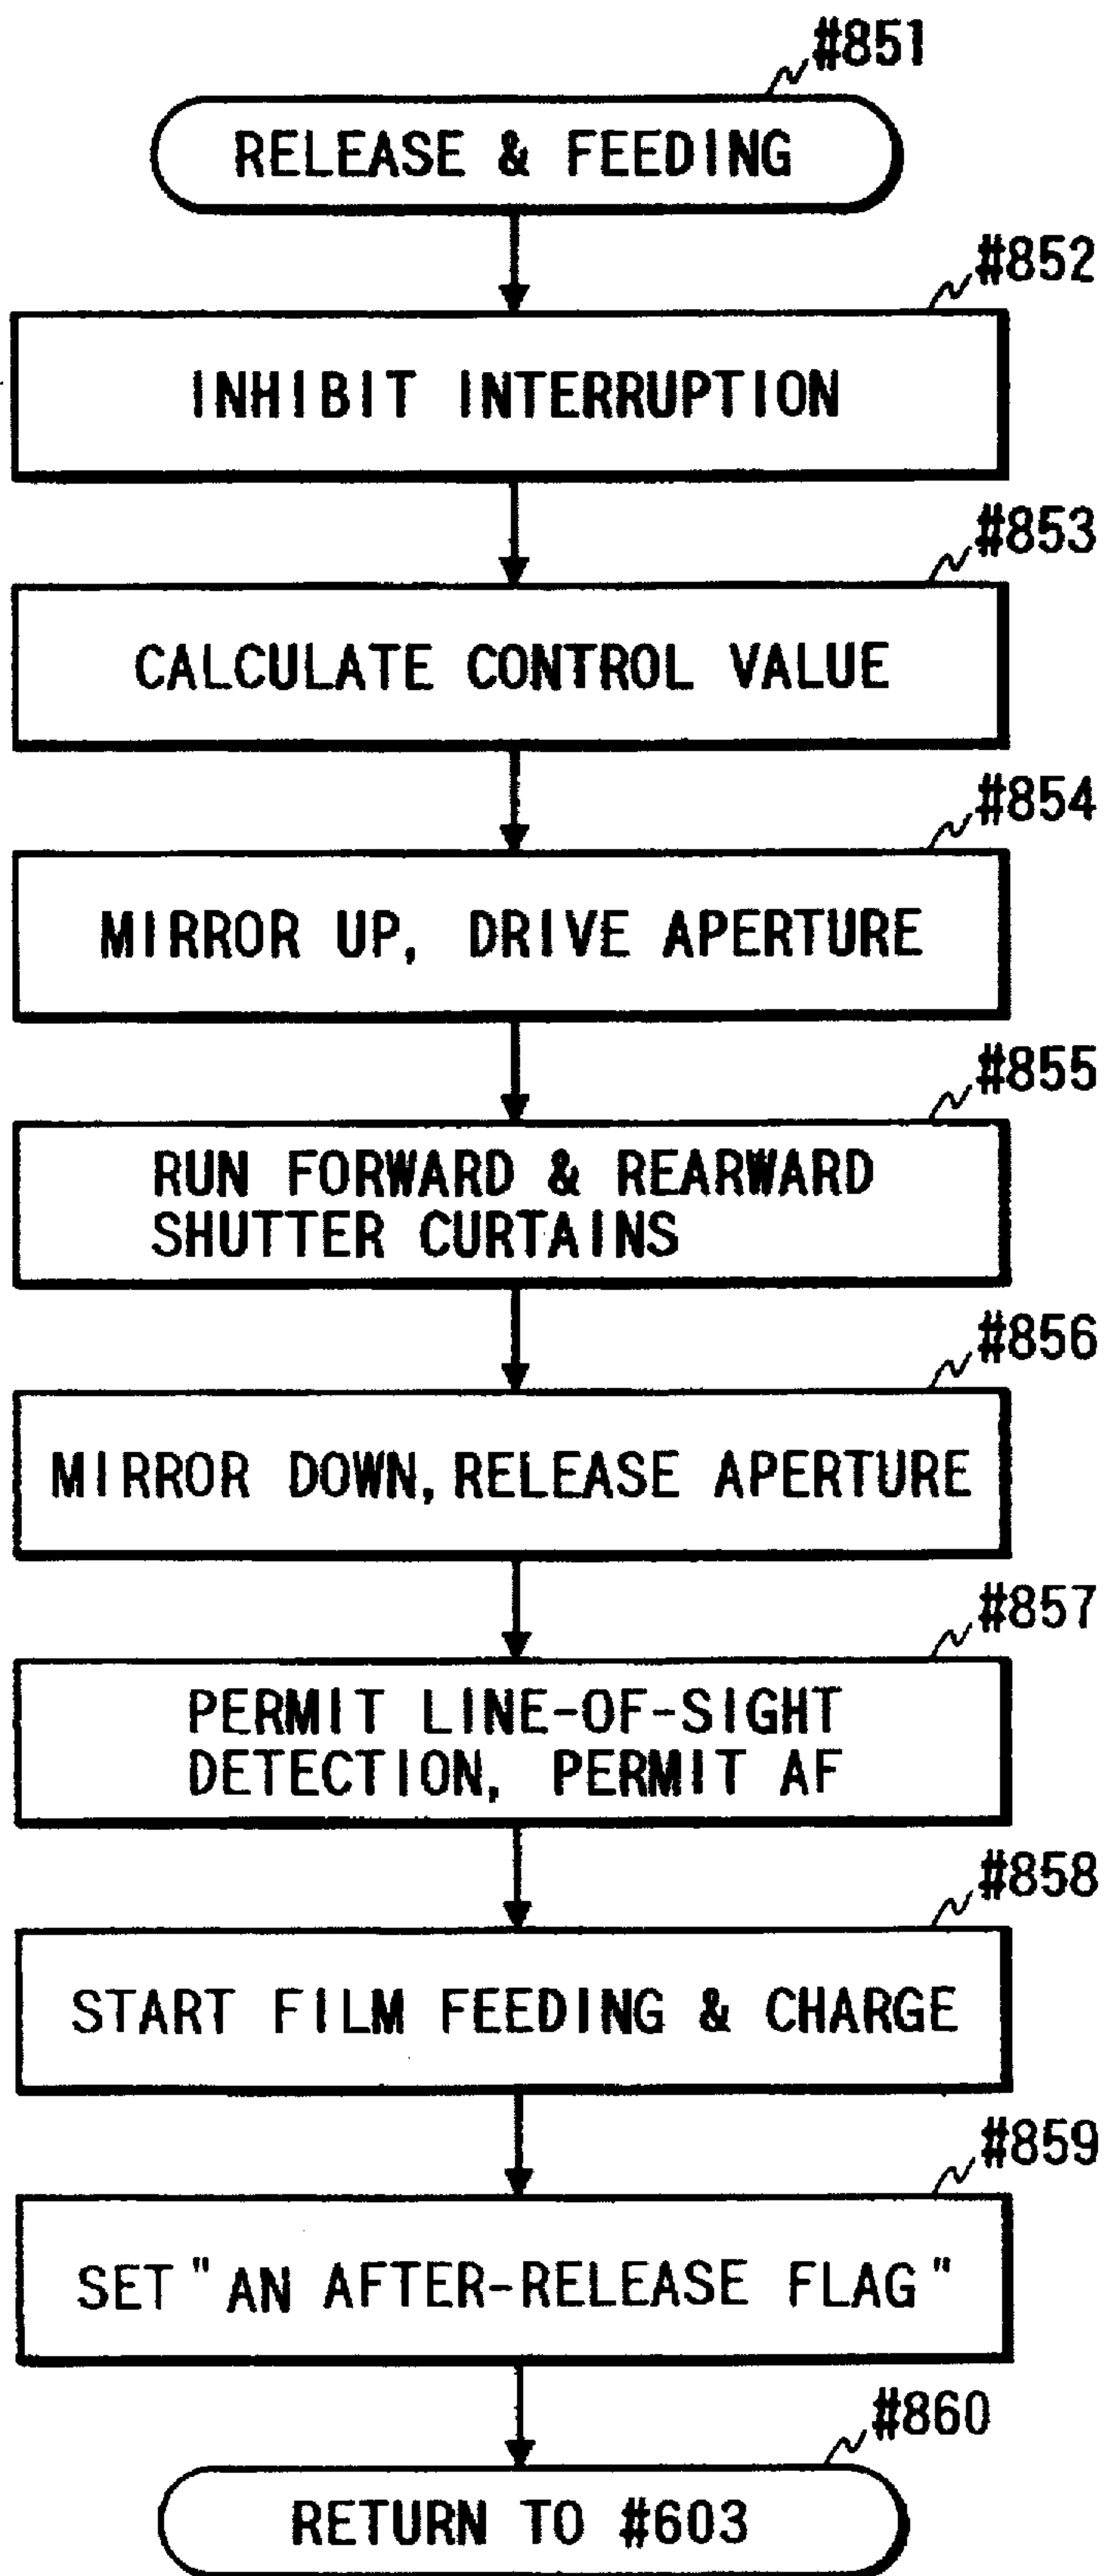 #851
RELEASE & FEEDING
#852
INHIBIT INTERRUPTION
#853
CALCULATE CONTROL VALUE
#854
MIRROR UP, DRIVE APERTURE
#855
RUN FORWARD & REARWARD
SHUTTER CURTAINS
#856
MIRROR DOWN, RELEASE APERTURE
#857
PERMIT LINE-OF-SIGHT
DETECTION, PERMIT AF
#858
START FILM FEEDING & CHARGE
#859
SET "AN AFTER-RELEASE FLAG"
#860
RETURN TO #603